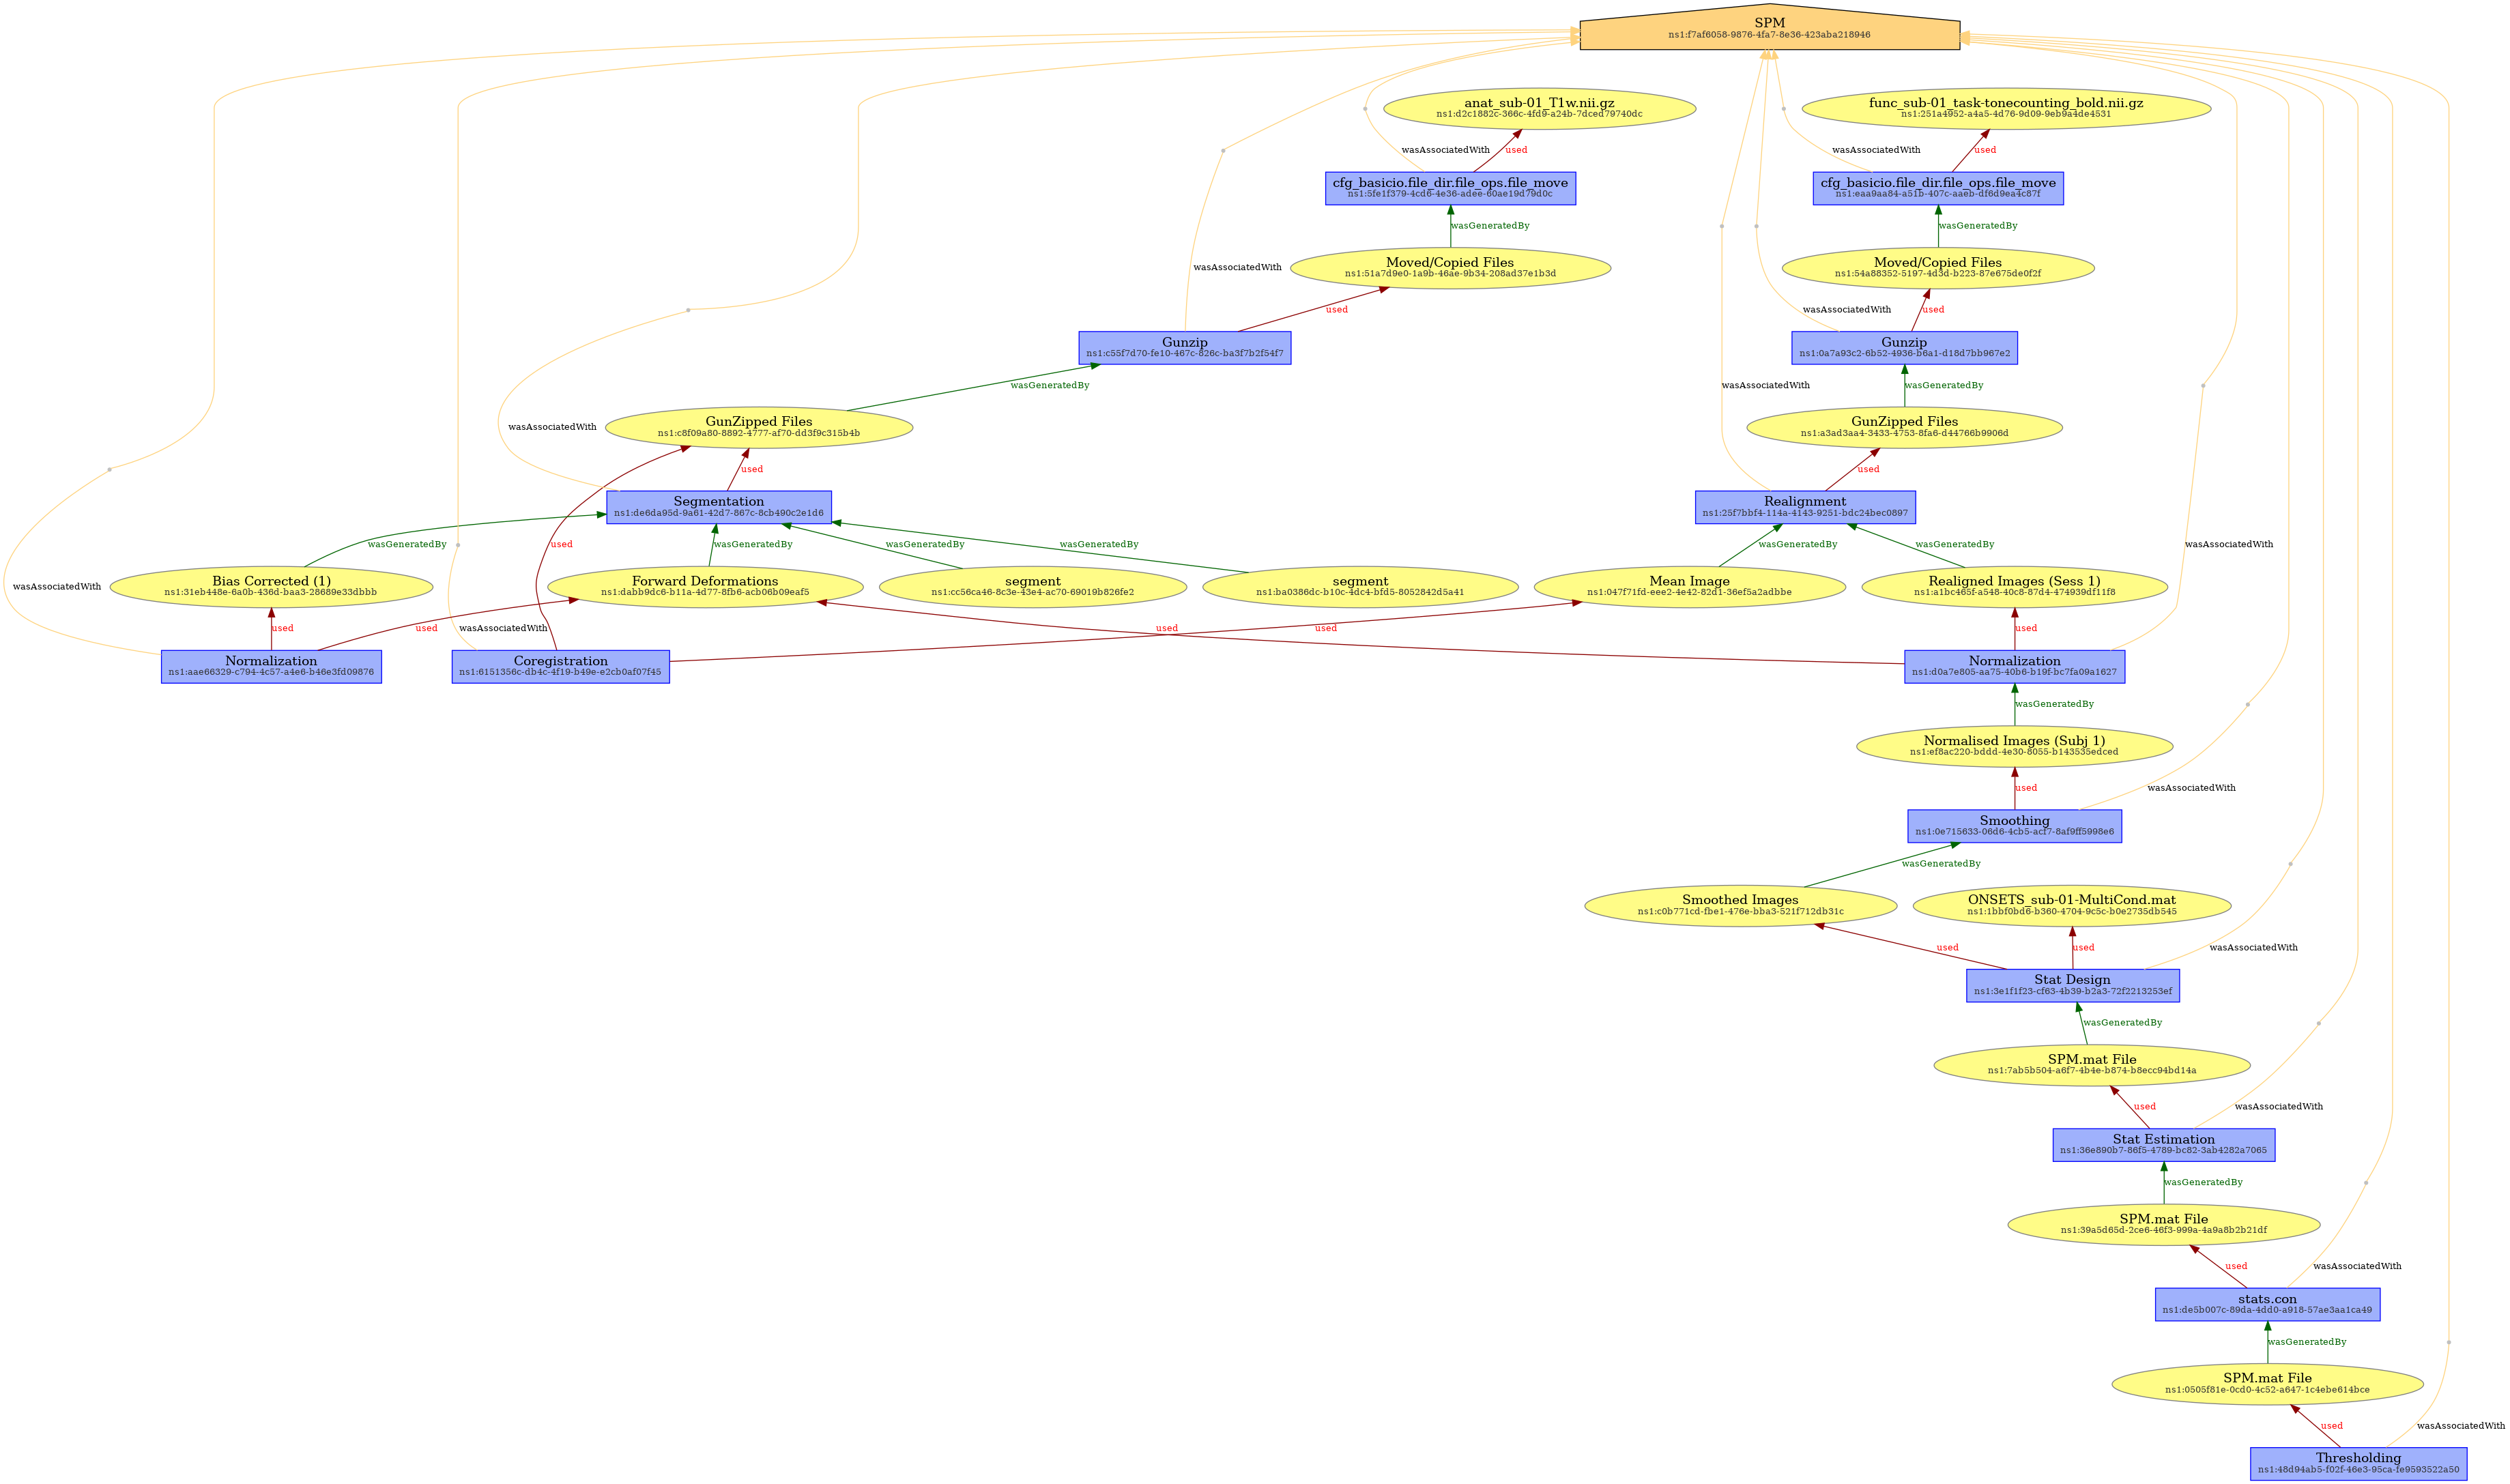 SPM
ns1:f7af6058-9876-4fa7-8e36-423aba218946
anat_sub-01_T1w.nii.gz
ns1:d2c1882c-366c-4fd9-a24b-7dced79740dc
func_sub-01_task-tonecounting_bold.nii.gz
ns1:251a4952-a4a5-4d76-9d09-9eb9a4de4531
wasAssociatedWith
used
wasAssociatedWith
used
cfg_basicio.file_dir.file_ops.file_move
ns1:5fe1f379-4cd6-4e36-adee-60ae19d79d0c
cfg_basicio.file_dir.file_ops.file_move
ns1:eaa9aa84-a51b-407c-aaeb-df6d9ea4c87f
wasGeneratedBy
wasGeneratedBy
wasAssociatedWith
Moved/Copied Files
ns1:51a7d9e0-1a9b-46ae-9b34-208ad37e1b3d
Moved/Copied Files
ns1:54a88352-5197-4d3d-b223-87e675de0f2f
used
wasAssociatedWith
used
Gunzip
ns1:c55f7d70-fe10-467c-826c-ba3f7b2f54f7
Gunzip
ns1:0a7a93c2-6b52-4936-b6a1-d18d7bb967e2
wasGeneratedBy
wasAssociatedWith
wasGeneratedBy
wasAssociatedWith
GunZipped Files
ns1:c8f09a80-8892-4777-af70-dd3f9c315b4b
GunZipped Files
ns1:a3ad3aa4-3433-4753-8fa6-d44766b9906d
used
used
Segmentation
ns1:de6da95d-9a61-42d7-867c-8cb490c2e1d6
Realignment
ns1:25f7bbf4-114a-4143-9251-bdc24bec0897
wasGeneratedBy
used
wasGeneratedBy
wasGeneratedBy
wasGeneratedBy
wasGeneratedBy
wasGeneratedBy
wasAssociatedWith
wasAssociatedWith
Bias Corrected (1)
ns1:31eb448e-6a0b-436d-baa3-28689e33dbbb
Forward Deformations
ns1:dabb9dc6-b11a-4d77-8fb6-acb06b09eaf5
segment
ns1:cc56ca46-8c3e-43e4-ac70-69019b826fe2
segment
ns1:ba0386dc-b10c-4dc4-bfd5-8052842d5a41
Mean Image
ns1:047f71fd-eee2-4e42-82d1-36ef5a2adbbe
Realigned Images (Sess 1)
ns1:a1bc465f-a548-40c8-87d4-474939df11f8
used
used
wasAssociatedWith
used
used
used
Normalization
ns1:aae66329-c794-4c57-a4e6-b46e3fd09876
Coregistration
ns1:6151356c-db4c-4f19-b49e-e2cb0af07f45
Normalization
ns1:d0a7e805-aa75-40b6-b19f-bc7fa09a1627
wasGeneratedBy
Normalised Images (Subj 1)
ns1:ef8ac220-bddd-4e30-8055-b143535edced
used
wasAssociatedWith
Smoothing
ns1:0e715633-06d6-4cb5-acf7-8af9ff5998e6
wasGeneratedBy
Smoothed Images
ns1:c0b771cd-fbe1-476e-bba3-521f712db31c
ONSETS_sub-01-MultiCond.mat
ns1:1bbf0bd6-b360-4704-9c5c-b0e2735db545
used
used
wasAssociatedWith
Stat Design
ns1:3e1f1f23-cf63-4b39-b2a3-72f2213253ef
wasGeneratedBy
SPM.mat File
ns1:7ab5b504-a6f7-4b4e-b874-b8ecc94bd14a
used
wasAssociatedWith
Stat Estimation
ns1:36e890b7-86f5-4789-bc82-3ab4282a7065
wasGeneratedBy
SPM.mat File
ns1:39a5d65d-2ce6-46f3-999a-4a9a8b2b21df
used
wasAssociatedWith
stats.con
ns1:de5b007c-89da-4dd0-a918-57ae3aa1ca49
wasGeneratedBy
SPM.mat File
ns1:0505f81e-0cd0-4c52-a647-1c4ebe614bce
used
wasAssociatedWith
Thresholding
ns1:48d94ab5-f02f-46e3-95ca-fe9593522a50